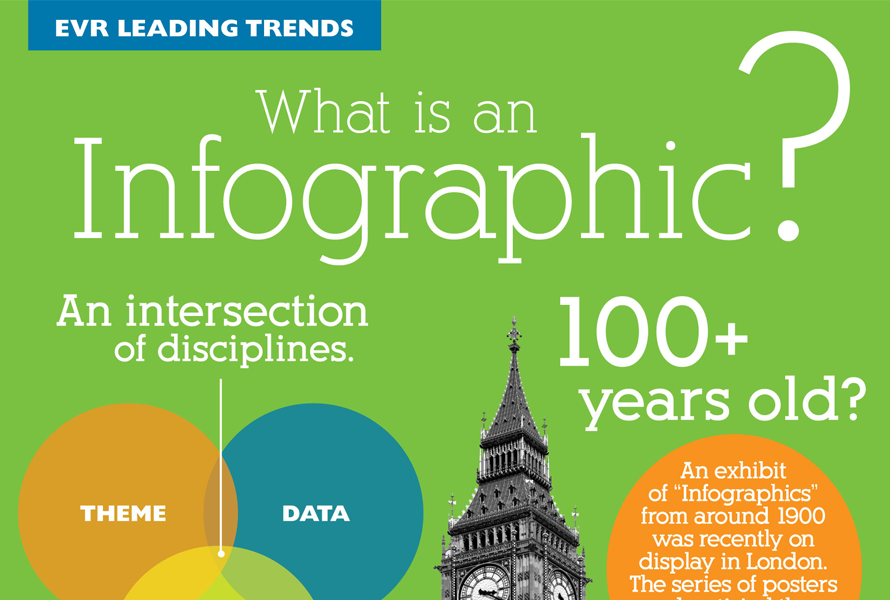 EVR LEADING TRENDS
What is an
Infographic?
An intersection
of disciplines.
THEME
DATA
100+
years old?
An exhibit
of “Infographics”
from around 1900
was recently on
display in London.
The series of posters